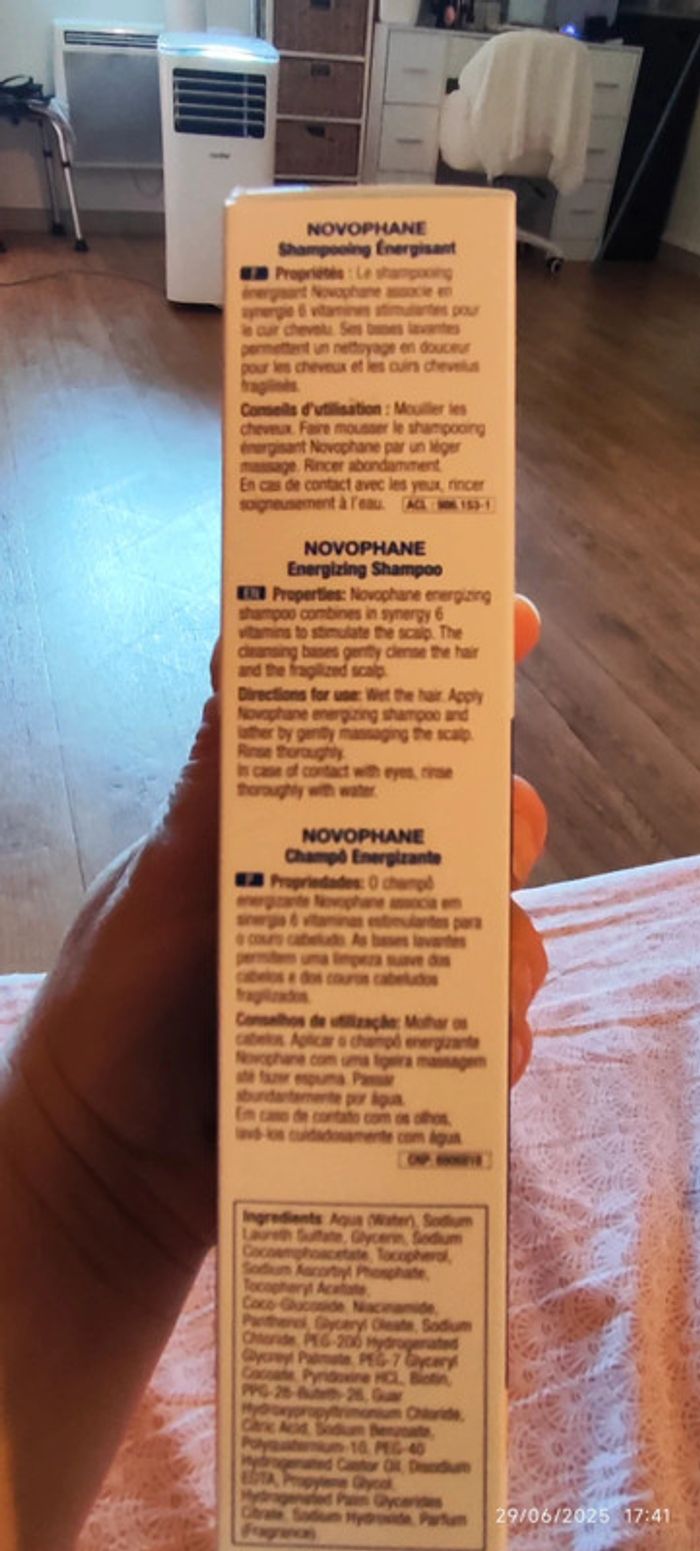 NOVOPHANE
Shampooing Énergisant
F Propriétés : Le shampooing
énergisant Novophane associe en
synergie 6 vitamines stimulantes pour
le cuir chevelu. Ses bases lavantes
permettent un nettoyage en douceur
pour les cheveux et les cuirs chevelus
fragilisés.
Conseils d'utilisation : Mouiller les
cheveux. Faire mousser le shampooing
énergisant Novophane par un léger
massage. Rincer abondamment.
En cas de contact avec les yeux, rincer
soigneusement à l'eau. ACL : 986.153-1
NOVOPHANE
Energizing Shampoo
EN Properties: Novophane energizing
shampoo combines in synergy 6
vitamins to stimulate the scalp. The
cleansing bases gently clense the hair
and the fragilized scalp.
Directions for use: Wet the hair. Apply
Novophane energizing shampoo and
lather by gently massaging the scalp.
Rinse thoroughly.
In case of contact with eyes, rinse
thoroughly with water.
NOVOPHANE
Champô Energizante
P Propriedades: O champô
energizante Novophane associa em
sinergia 6 vitaminas estimulantes para
o couro cabeludo. As bases lavantes
permitem uma limpeza suave dos
cabelos e dos couros cabeludos
fragilizados.
Conselhos de utilização: Molhar os
cabelos. Aplicar o champô energizante
Novophane com uma ligeira massagem
até fazer espuma. Passar
abundantemente por água.
Em caso de contato com os olhos,
lavá-los cuidadosamente com água.
CNP:
Ingredients: Aqua (Water), Sodium
Laureth Sulfate, Glycerin, Sodium
Cocoamphoacetate, Tocopherol,
Sodium Ascorbyl Phosphate,
Tocopheryl Acetate,
Coco-Glucoside, Niacinamide,
Panthenol, Glyceryl Oleate, Sodium
Chloride, PEG-200 Hydrogenated
Glyceryl Palmate, PEG-7 Glyceryl
Cocoate, Pyridoxine HCL, Biotin,
PPG-26-Buteth-26, Guar
Hydroxypropyltrimonium Chloride,
Citric Acid, Sodium Benzoate,
Polyquaternium-10, PEG-40
Hydrogenated Castor Oil, Disodium
EDTA, Propylene Glycol,
Hydrogenated Palm Glycerides
Citrate, Sodium Hydroxide, Parfum
(Fragrance)
29/06/2025 17:41